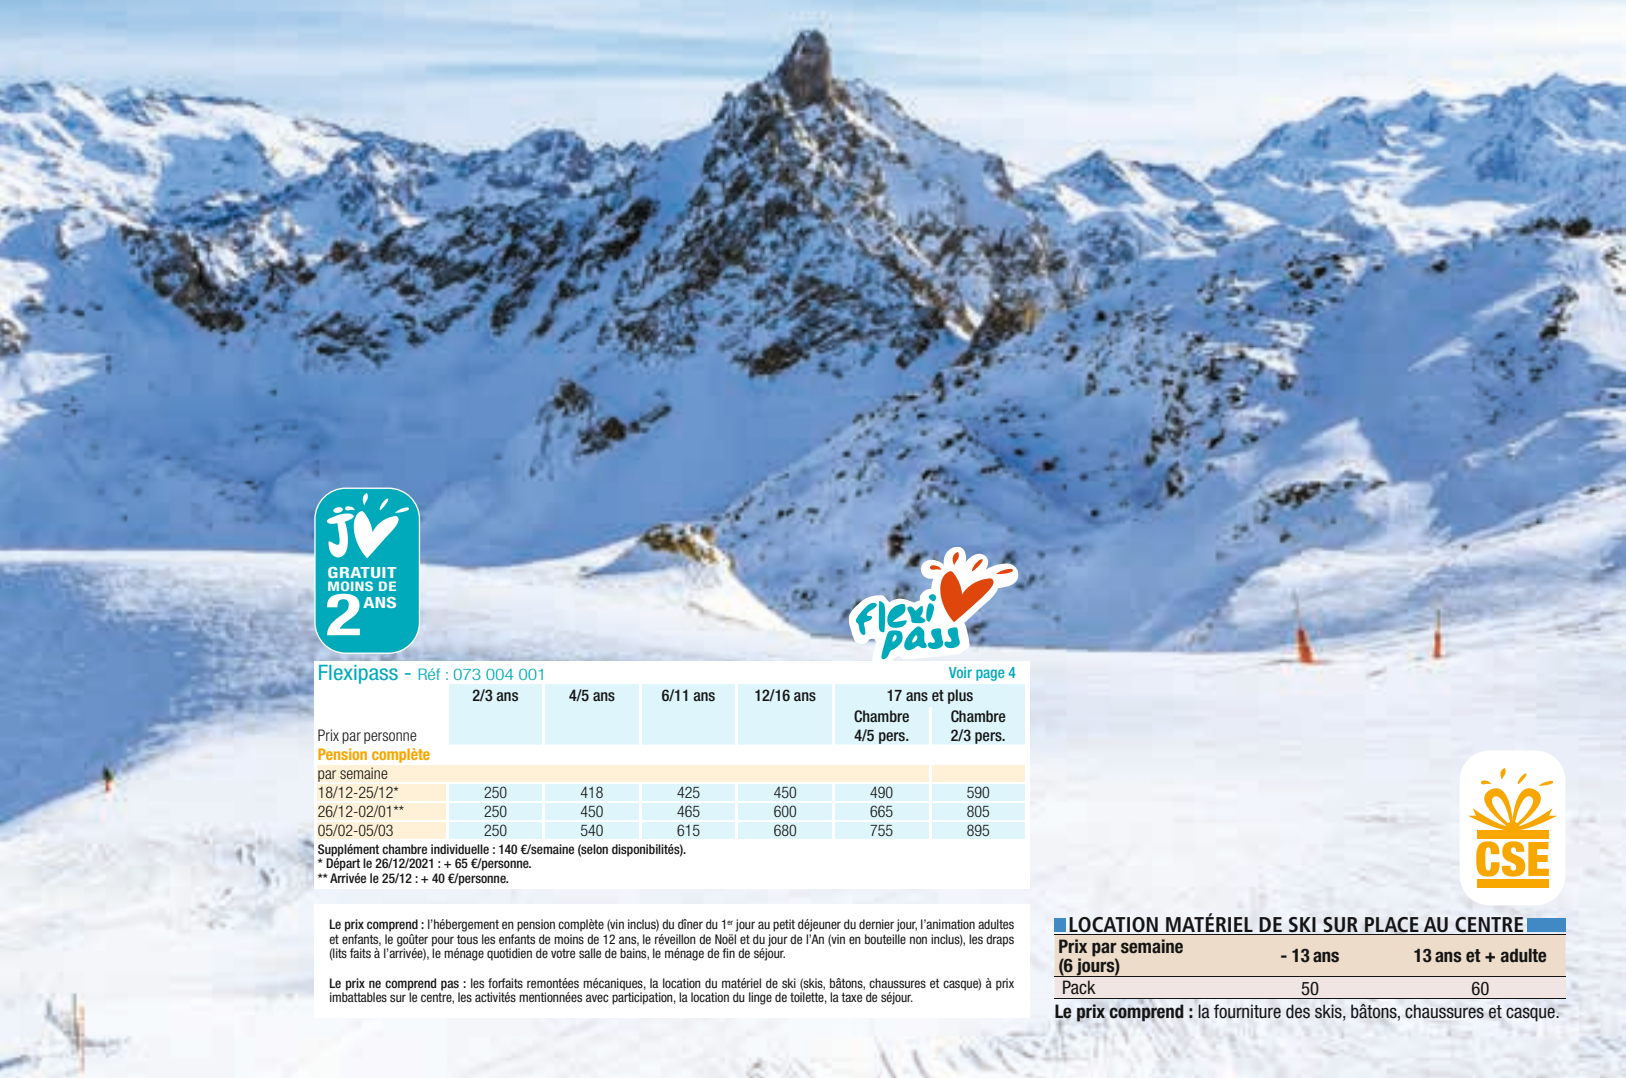 JV
GRATUIT
MOINS DE
2 ANS
flexi
pass
Flexipass - Réf : 073 004 001
Voir page 4
2/3 ans 4/5 ans 6/11 ans 12/16 ans 17 ans et plus
Chambre Chambre
Prix par personne 4/5 pers. 2/3 pers.
Pension complète
par semaine
18/12-25/12* 250 418 425 450 490 590
26/12-02/01** 250 450 465 600 665 805
05/02-05/03 250 540 615 680 755 895
Supplément chambre individuelle : 140 €/semaine (selon disponibilités).
* Départ le 26/12/2021 : + 65 €/personne.
** Arrivée le 25/12 : + 40 €/personne.
Le prix comprend : l'hébergement en pension complète (vin inclus) du dîner du 1er jour au petit déjeuner du dernier jour, l'animation adultes
et enfants, le goûter pour tous les enfants de moins de 12 ans, le réveillon de Noël et du jour de l'An (vin en bouteille non inclus), les draps
(lits faits à l'arrivée), le ménage quotidien de votre salle de bains, le ménage de fin de séjour.
Le prix ne comprend pas : les forfaits remontées mécaniques, la location du matériel de ski (skis, bâtons, chaussures et casque) à prix
imbattables sur le centre, les activités mentionnées avec participation, la location du linge de toilette, la taxe de séjour.
CSE
LOCATION MATÉRIEL DE SKI SUR PLACE AU CENTRE
Prix par semaine
(6 jours) - 13 ans 13 ans et + adulte
Pack 50 60
Le prix comprend : la fourniture des skis, bâtons, chaussures et casque.